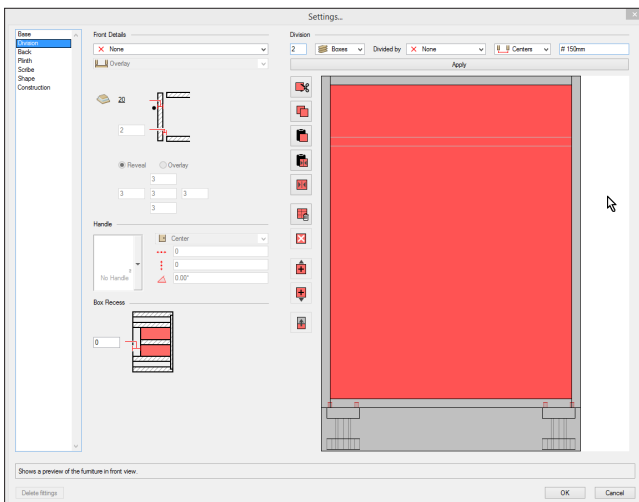 Settings...
Base
Division
Back
Plinth
Scribe
Shape
Construction
Front Details
None
Overlay
20
2
Reveal
Overlay
3
3
3
3
3
Handle
No Handle
Center
0
0
0.00°
Box Recess
0
Division
2
Boxes
Divided by
None
Centers
# 150mm
Apply
Shows a preview of the furniture in front view.
Delete fittings
OK
Cancel